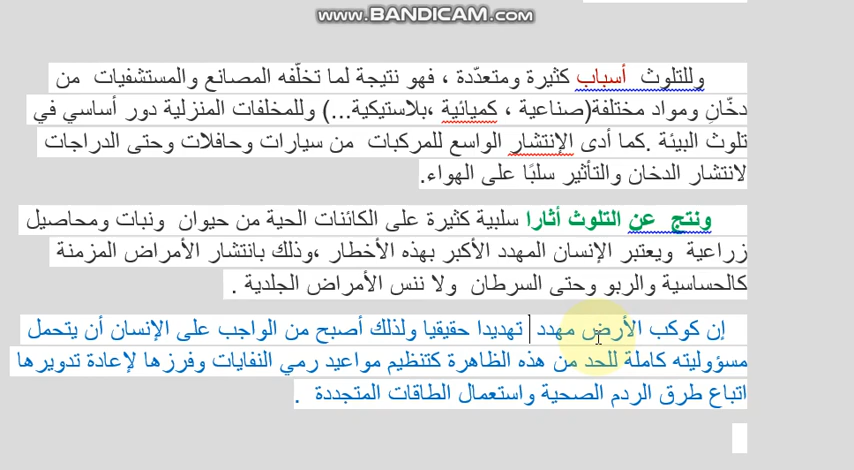 www.BANDICAM.com
وللتلوث أسباب كثيرة ومتعدّدة ، فهو نتيجة لما تخلّفه المصانع والمستشفيات من
دخّانِ ومواد مختلفة(صناعية ، كميائية ،بلاستيكية...) وللمخلفات المنزلية دور أساسي في
تلوث البيئة .كما أدى الإنتشار الواسع للمركبات من سيارات وحافلات وحتى الدراجات
لانتشار الدخان والتأثير سلبًا على الهواء.
ونتج عن التلوث أثارا سلبية كثيرة على الكائنات الحية من حيوان ونبات ومحاصيل
زراعية ويعتبر الإنسان المهدد الأكبر بهذه الأخطار ،وذلك بانتشار الأمراض المزمنة
كالحساسية والربو وحتى السرطان ولا ننس الأمراض الجلدية .
إن كوكب الأرض مهدد تهديدا حقيقيا ولذلك أصبح من الواجب على الإنسان أن يتحمل
مسؤوليته كاملة للحد من هذه الظاهرة كتنظيم مواعيد رمي النفايات وفرزها لإعادة تدويرها
اتباع طرق الردم الصحية واستعمال الطاقات المتجددة .